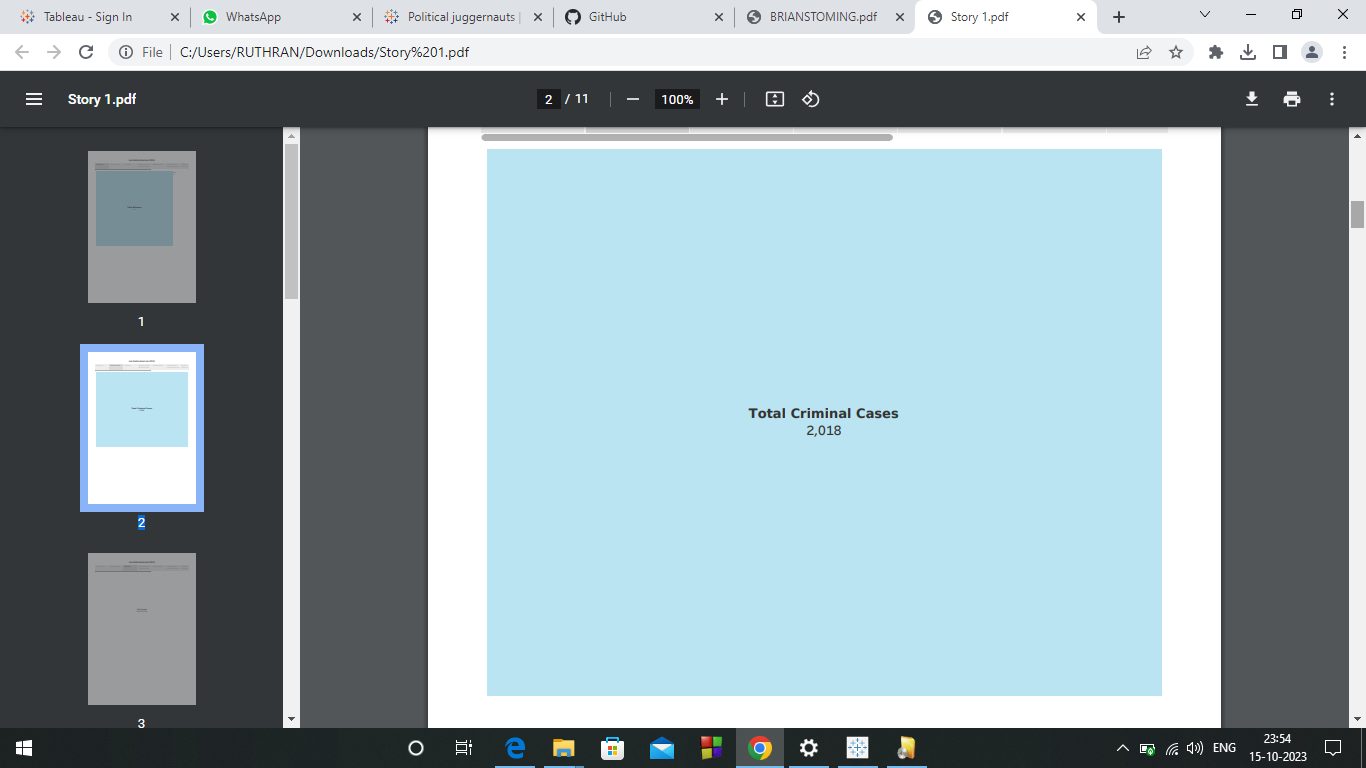 Tableau - Sign In
WhatsApp
Political juggernauts |
GitHub
BRIANSTOMING.pdf
Story 1.pdf
File
C:/Users/RUTHRAN/Downloads/Story%201.pdf
Story 1.pdf
2 / 11
100%
1
2
3
Total Criminal Cases
2,018
ENG
23:54
15-10-2023